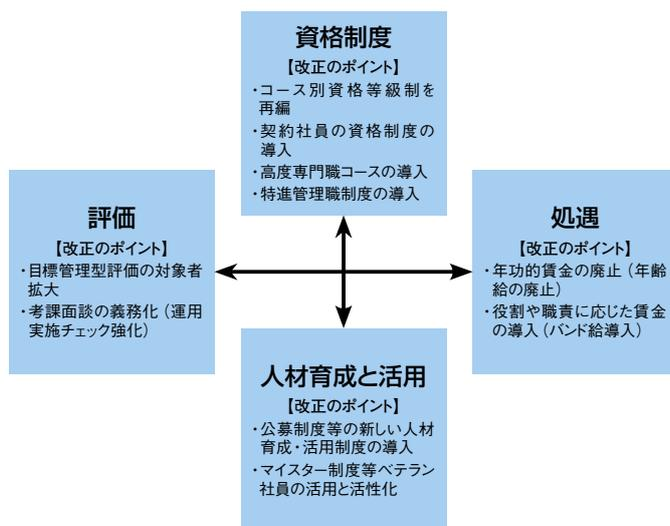 資格制度
【改正のポイント】
・コース別資格等級制を
再編
・契約社員の資格制度の
導入
・高度専門職コースの導入
・特進管理職制度の導入
評価
【改正のポイント】
・目標管理型評価の対象者
拡大
・考課面談の義務化（運用
実施チェック強化）
処遇
【改正のポイント】
・年功的賃金の廃止（年齢
給の廃止）
・役割や職責に応じた賃金
の導入（バンド給導入）
人材育成と活用
【改正のポイント】
・公募制度等の新しい人材
育成・活用制度の導入
・マイスター制度等ベテラン
社員の活用と活性化